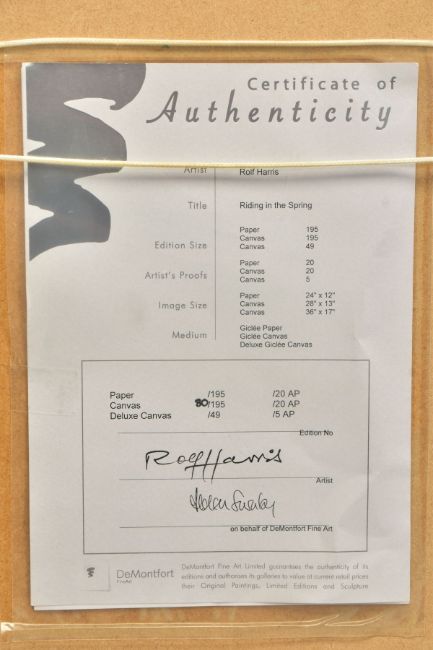 Certificate of
Authenticity
Artist Rolf Harris
Title Riding in the Spring
Edition Size
Paper 195
Canvas 195
Canvas 49
Artist's Proofs
Paper 20
Canvas 20
Canvas 5
Image Size
Paper 24" x 12"
Canvas 28" x 13"
Canvas 36" x 17"
Medium
Giclée Paper
Giclée Canvas
Deluxe Giclée Canvas
Paper /195 /20 AP
Canvas 80/195 /20 AP
Deluxe Canvas /49 /5 AP
Edition No
Rolf Harris
Artist
on behalf of DeMontfort Fine Art
DeMontfort
FineArt
DeMontfort Fine Art Limited guarantees the authenticity of its
editions and authorises its galleries to value at current retail prices
their Original Paintings, Limited Editions and Sculpture